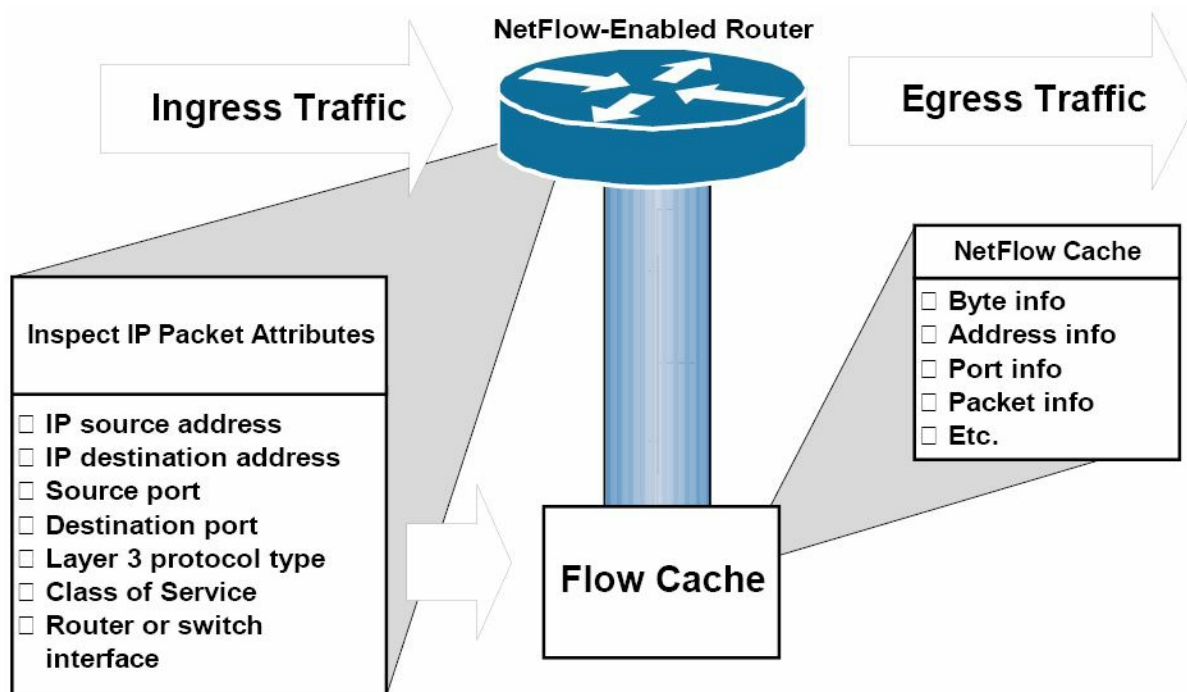 NetFlow-Enabled Router
Ingress Traffic
Egress Traffic
Inspect IP Packet Attributes
□ IP source address
□ IP destination address
□ Source port
□ Destination port
□ Layer 3 protocol type
□ Class of Service
□ Router or switch
interface
Flow Cache
NetFlow Cache
□ Byte info
□ Address info
□ Port info
□ Packet info
□ Etc.